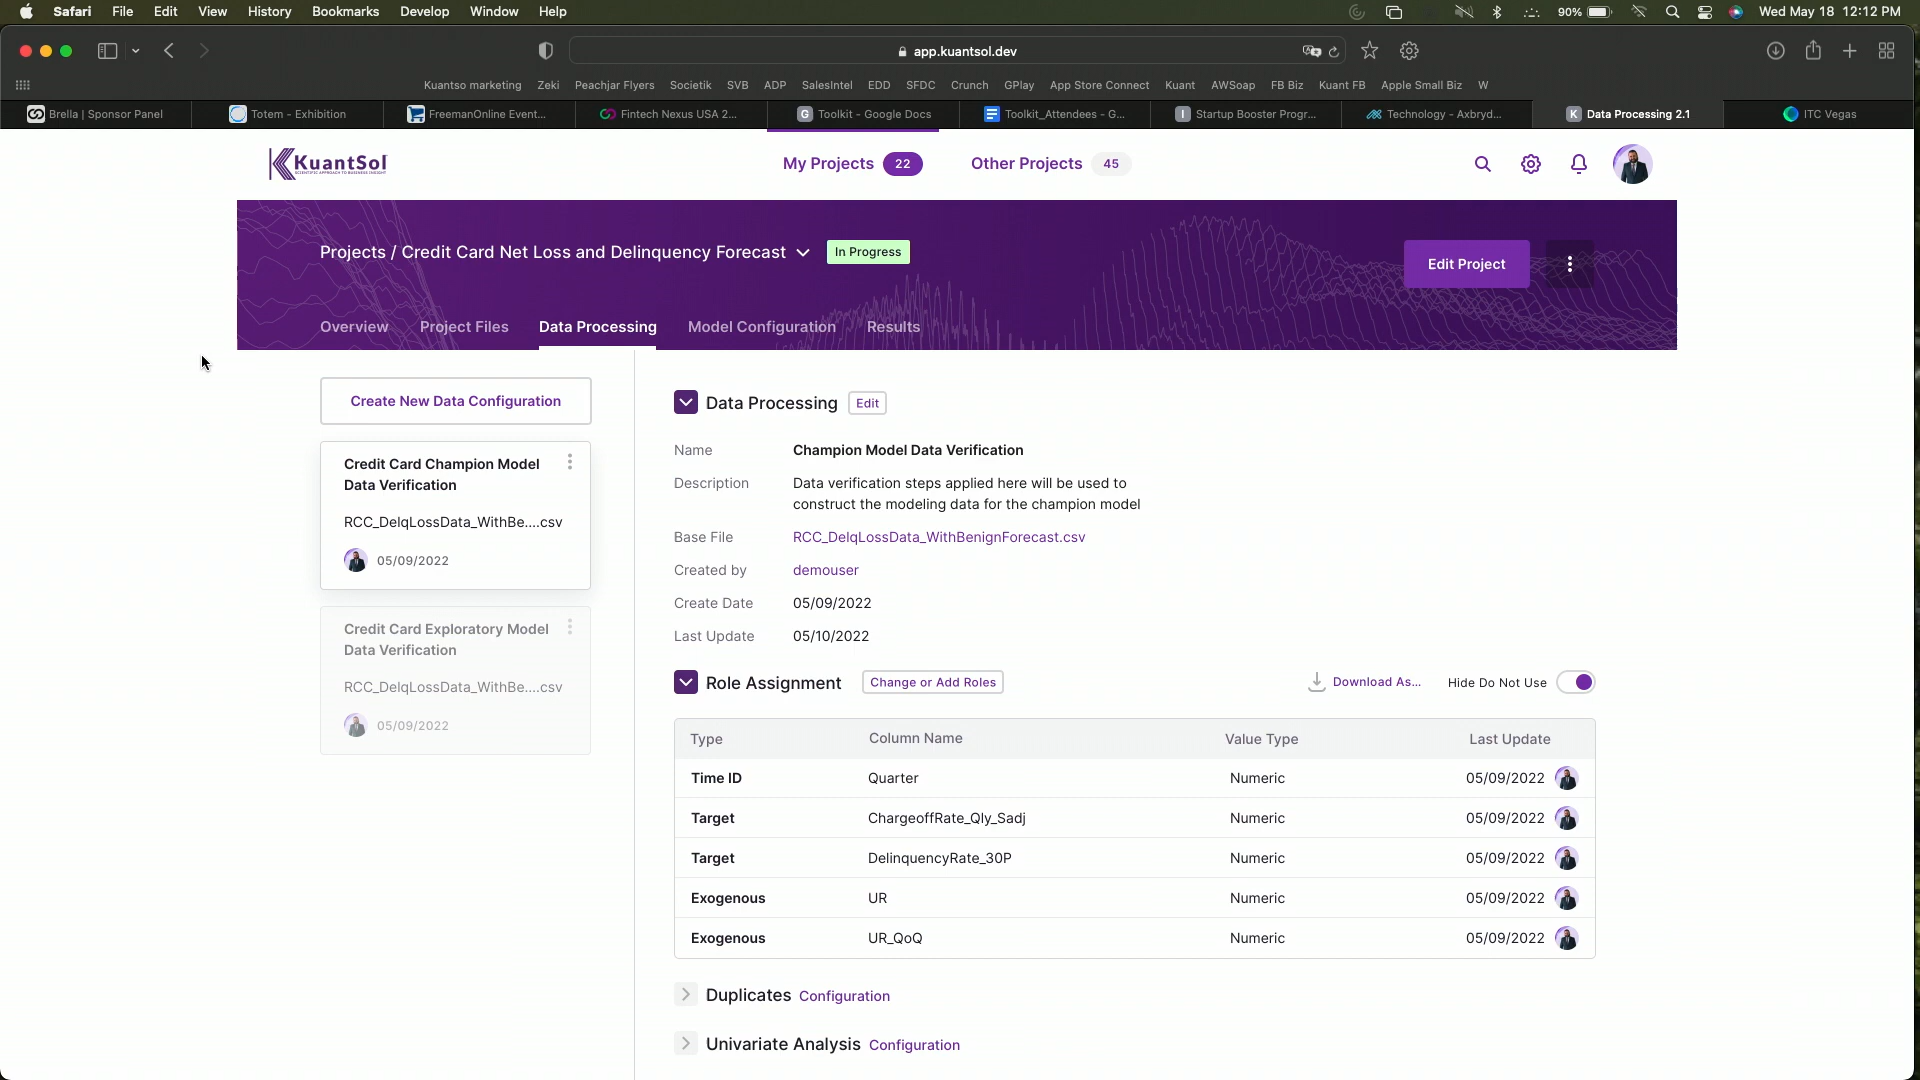 Safari File Edit View History Bookmarks Develop Window Help 90% Wed May 18 12:12 PM
app.kuantsol.dev
Kuantso marketing Zeki Peachjar Flyers Societik SVB ADP SalesIntel EDD SFDC Crunch GPlay App Store Connect Kuant AWSoap FB Biz Kuant FB Apple Small Biz W
Brella | Sponsor Panel Totem - Exhibition FreemanOnline Event... Fintech Nexus USA 2... G Toolkit - Google Docs Toolkit_Attendees - G... I Startup Booster Progr... Technology - Axbryd... K Data Processing 2.1 ITC Vegas
KuantSol
SCIENTIFIC APPROACH TO BUSINESS INSIGHT
My Projects 22 Other Projects 45
Projects / Credit Card Net Loss and Delinquency Forecast In Progress
Edit Project
Overview Project Files Data Processing Model Configuration Results
Create New Data Configuration
Credit Card Champion Model
Data Verification
RCC_DelqLossData_WithBe....csv
05/09/2022
Credit Card Exploratory Model
Data Verification
RCC_DelqLossData_WithBe....csv
05/09/2022
Data Processing Edit
Name Champion Model Data Verification
Description Data verification steps applied here will be used to
construct the modeling data for the champion model
Base File RCC_DelqLossData_WithBenignForecast.csv
Created by demouser
Create Date 05/09/2022
Last Update 05/10/2022
Role Assignment Change or Add Roles Download As... Hide Do Not Use
Type Column Name Value Type Last Update
Time ID Quarter Numeric 05/09/2022
Target ChargeoffRate_Qly_Sadj Numeric 05/09/2022
Target DelinquencyRate_30P Numeric 05/09/2022
Exogenous UR Numeric 05/09/2022
Exogenous UR_QoQ Numeric 05/09/2022
Duplicates Configuration
Univariate Analysis Configuration